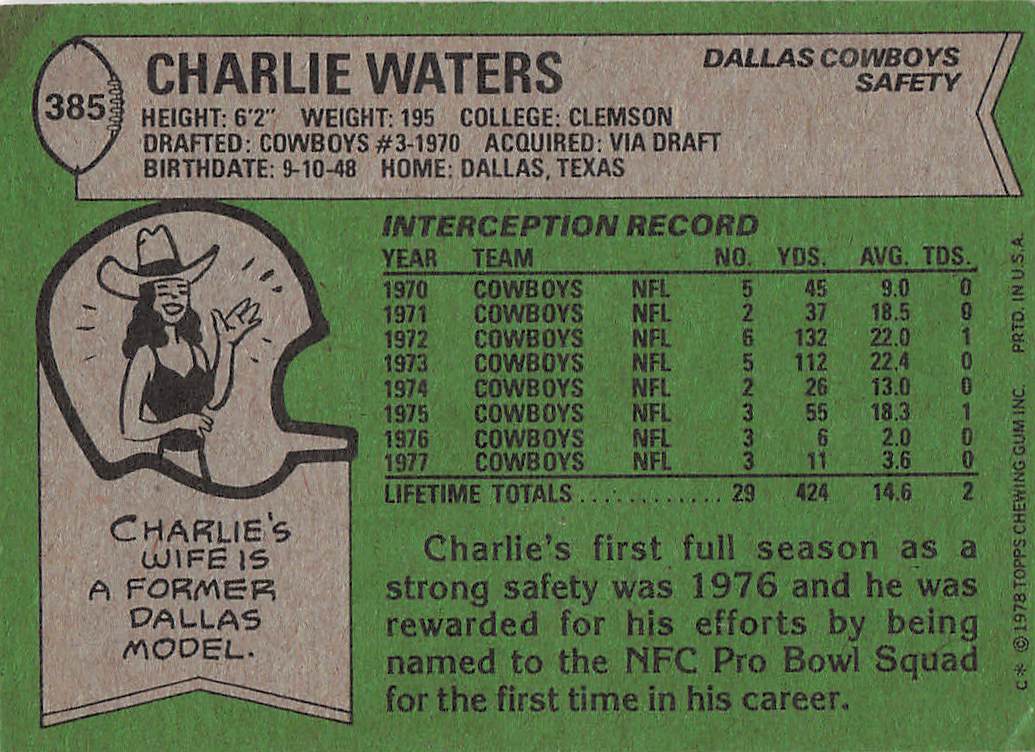 385
CHARLIE WATERS
DALLAS COWBOYS
SAFETY
HEIGHT: 6'2" WEIGHT: 195 COLLEGE: CLEMSON
DRAFTED: COWBOYS #3-1970 ACQUIRED: VIA DRAFT
BIRTHDATE: 9-10-48 HOME: DALLAS, TEXAS
INTERCEPTION RECORD
YEAR TEAM NO. YDS. AVG. TDS.
1970 COWBOYS NFL 5 45 9.0 0
1971 COWBOYS NFL 2 37 18.5 0
1972 COWBOYS NFL 6 132 22.0 1
1973 COWBOYS NFL 5 112 22.4 0
1974 COWBOYS NFL 2 26 13.0 0
1975 COWBOYS NFL 3 55 18.3 1
1976 COWBOYS NFL 3 6 2.0 0
1977 COWBOYS NFL 3 11 3.6 0
LIFETIME TOTALS............. 29 424 14.6 2
CHARLIE'S
WIFE IS
A FORMER
DALLAS
MODEL.
Charlie's first full season as a
strong safety was 1976 and he was
rewarded for his efforts by being
named to the NFC Pro Bowl Squad
for the first time in his career.
C* ©1978 TOPPS CHEWING GUM INC. PRTD. IN U.S.A.